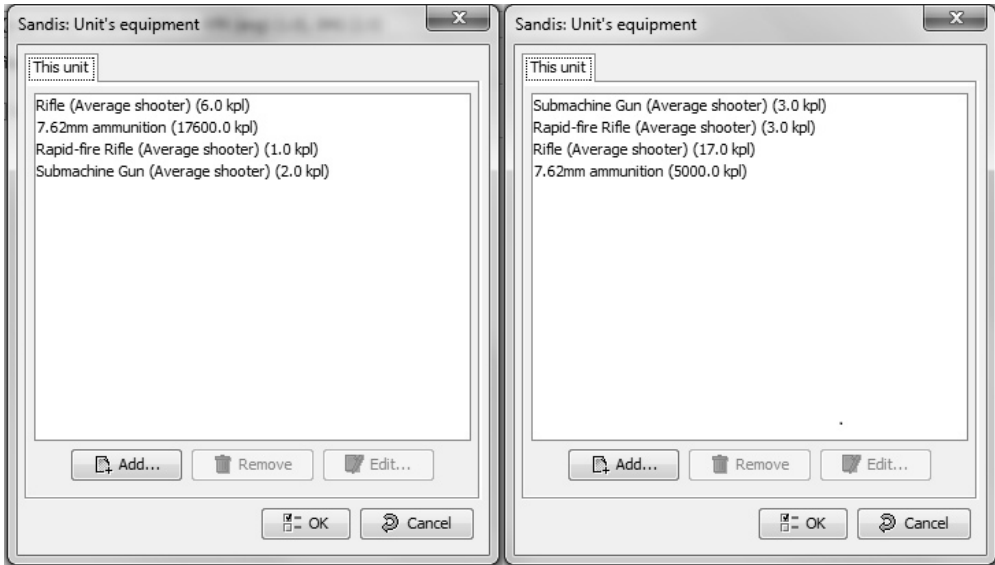 Sandis: Unit's equipment
This unit
Rifle (Average shooter) (6.0 kpl)
7.62mm ammunition (17600.0 kpl)
Rapid-fire Rifle (Average shooter) (1.0 kpl)
Submachine Gun (Average shooter) (2.0 kpl)
Add...
Remove
Edit...
OK
Cancel
Sandis: Unit's equipment
This unit
Submachine Gun (Average shooter) (3.0 kpl)
Rapid-fire Rifle (Average shooter) (3.0 kpl)
Rifle (Average shooter) (17.0 kpl)
7.62mm ammunition (5000.0 kpl)
Add...
Remove
Edit...
OK
Cancel